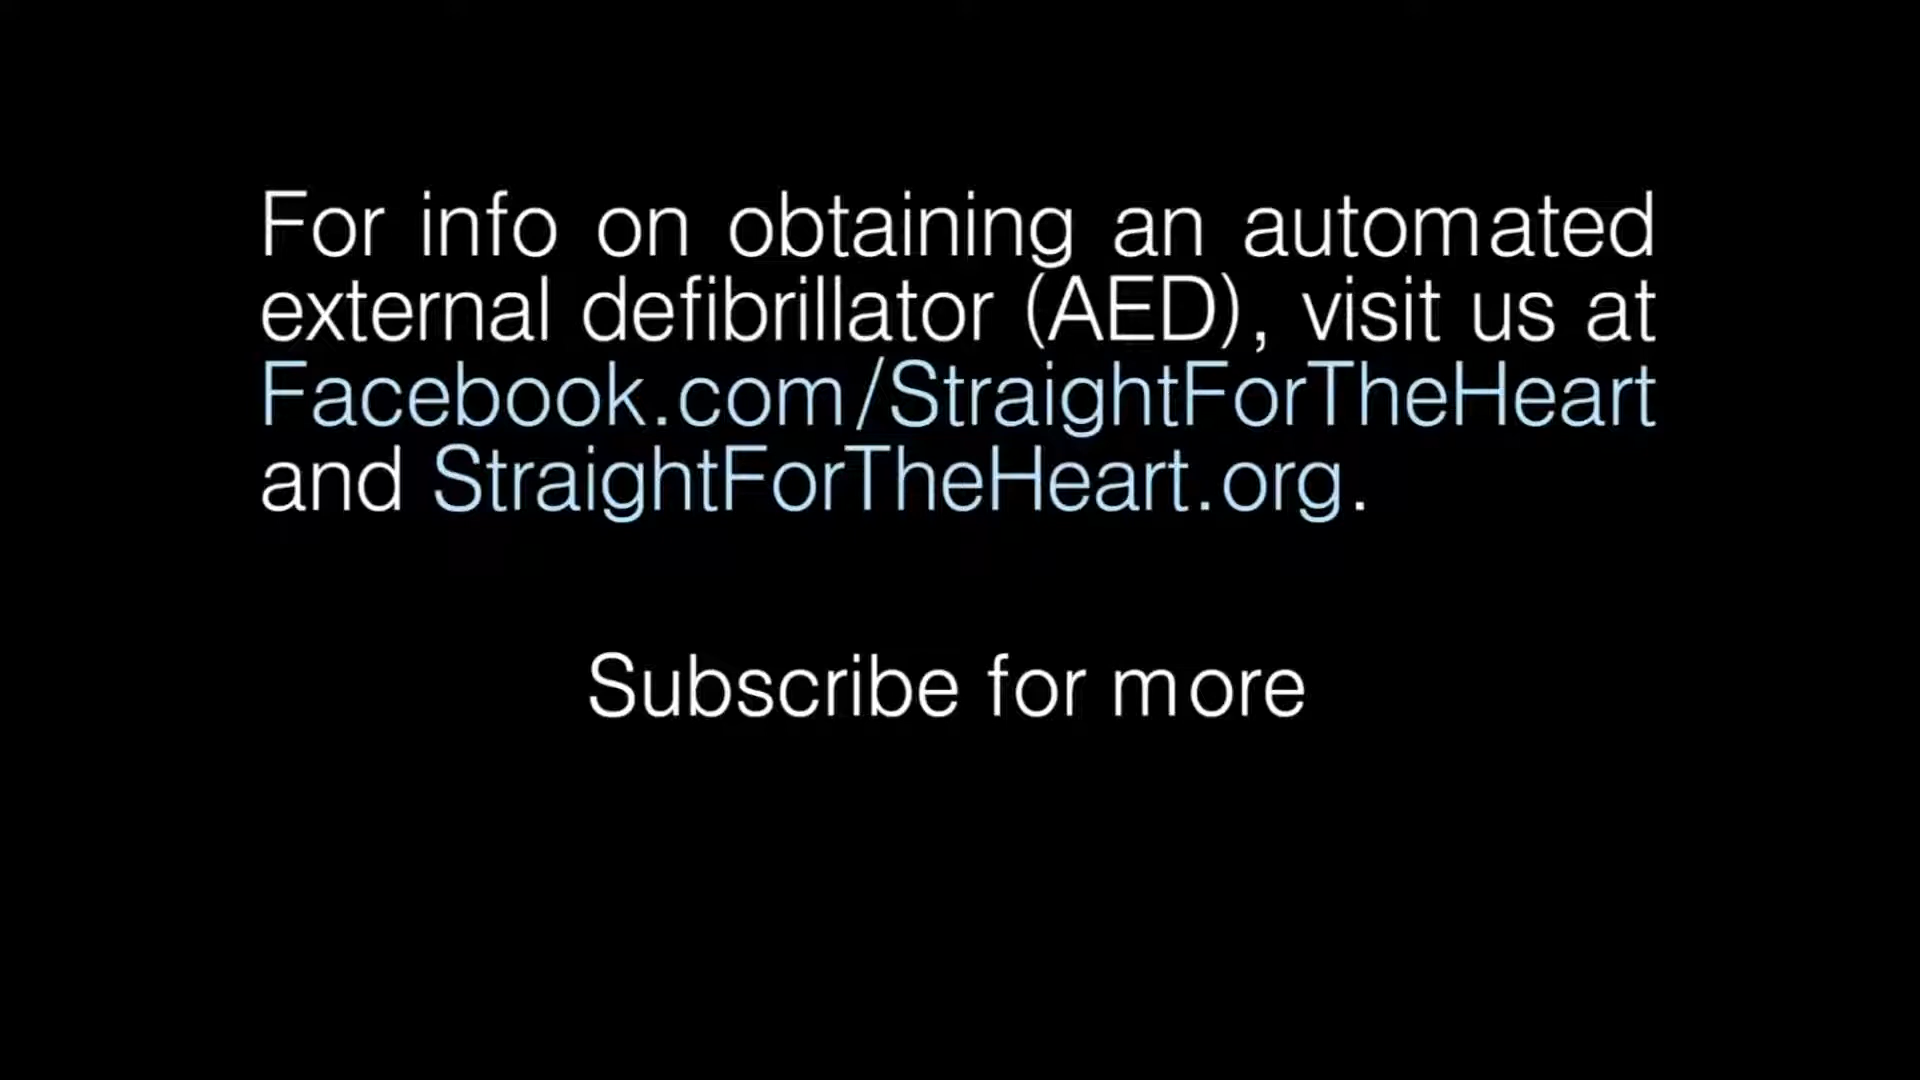 For info on obtaining an automated
external defibrillator (AED), visit us at
Facebook.com/StraightForTheHeart
and StraightForTheHeart.org.
Subscribe for more